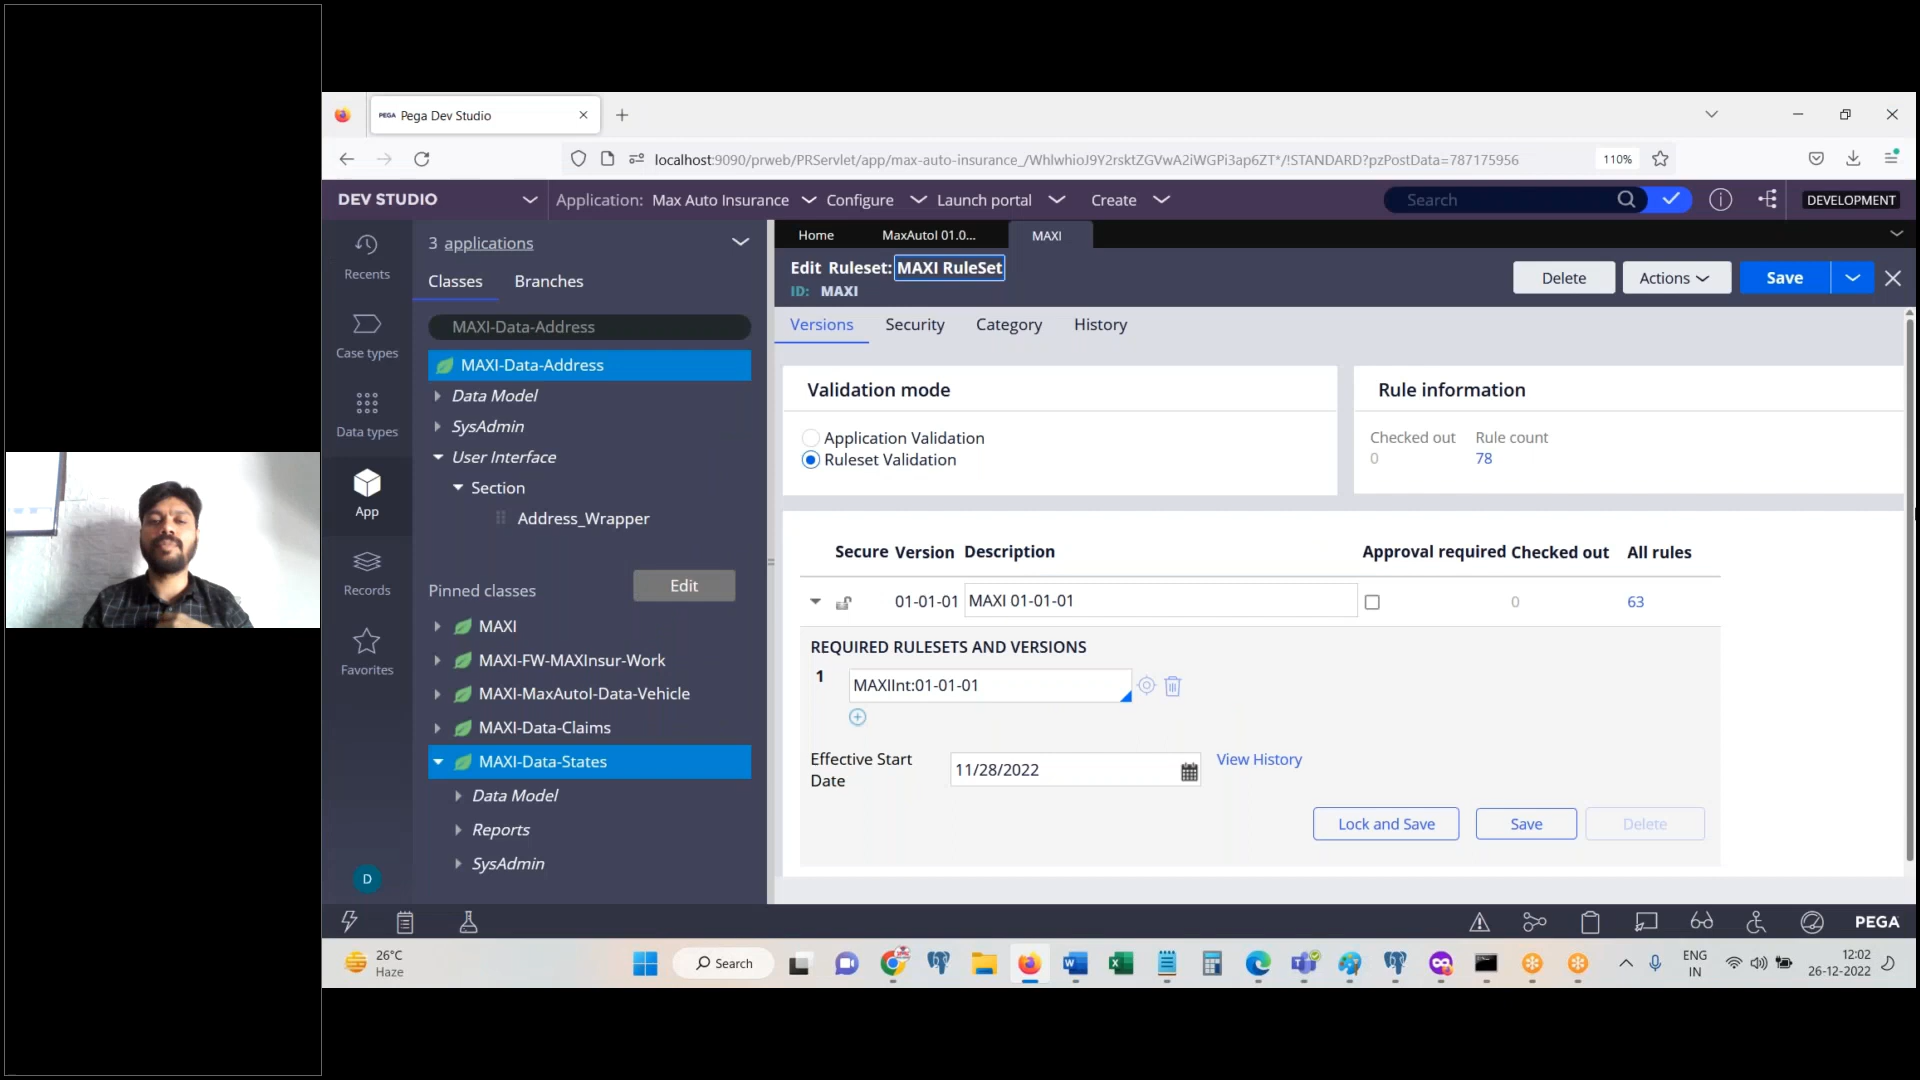 PEGA Pega Dev Studio
localhost:9090/prweb/PRServlet/app/max-auto-insurance_/WhlwhioJ9Y2rsktZGVwA2iWGPi3ap6ZT*/!STANDARD?pzPostData=787175956
110%
DEV STUDIO
Application: Max Auto Insurance
Configure
Launch portal
Create
Search
DEVELOPMENT
Recents
Case types
Data types
App
Records
Favorites
D
3 applications
Classes
Branches
MAXI-Data-Address
MAXI-Data-Address
Data Model
SysAdmin
User Interface
Section
Address_Wrapper
Pinned classes
Edit
MAXI
MAXI-FW-MAXInsur-Work
MAXI-MaxAutoI-Data-Vehicle
MAXI-Data-Claims
MAXI-Data-States
Data Model
Reports
SysAdmin
Home
MaxAutoI 01.0...
MAXI
Edit Ruleset: MAXI RuleSet
ID: MAXI
Delete
Actions
Save
Versions
Security
Category
History
Validation mode
Application Validation
Ruleset Validation
Rule information
Checked out Rule count
0 78
Secure Version Description Approval required Checked out All rules
01-01-01 MAXI 01-01-01 0 63
REQUIRED RULESETS AND VERSIONS
1 MAXIInt:01-01-01
Effective Start Date
11/28/2022
View History
Lock and Save
Save
Delete
PEGA
26°C
Haze
Search
ENG
IN
12:02
26-12-2022